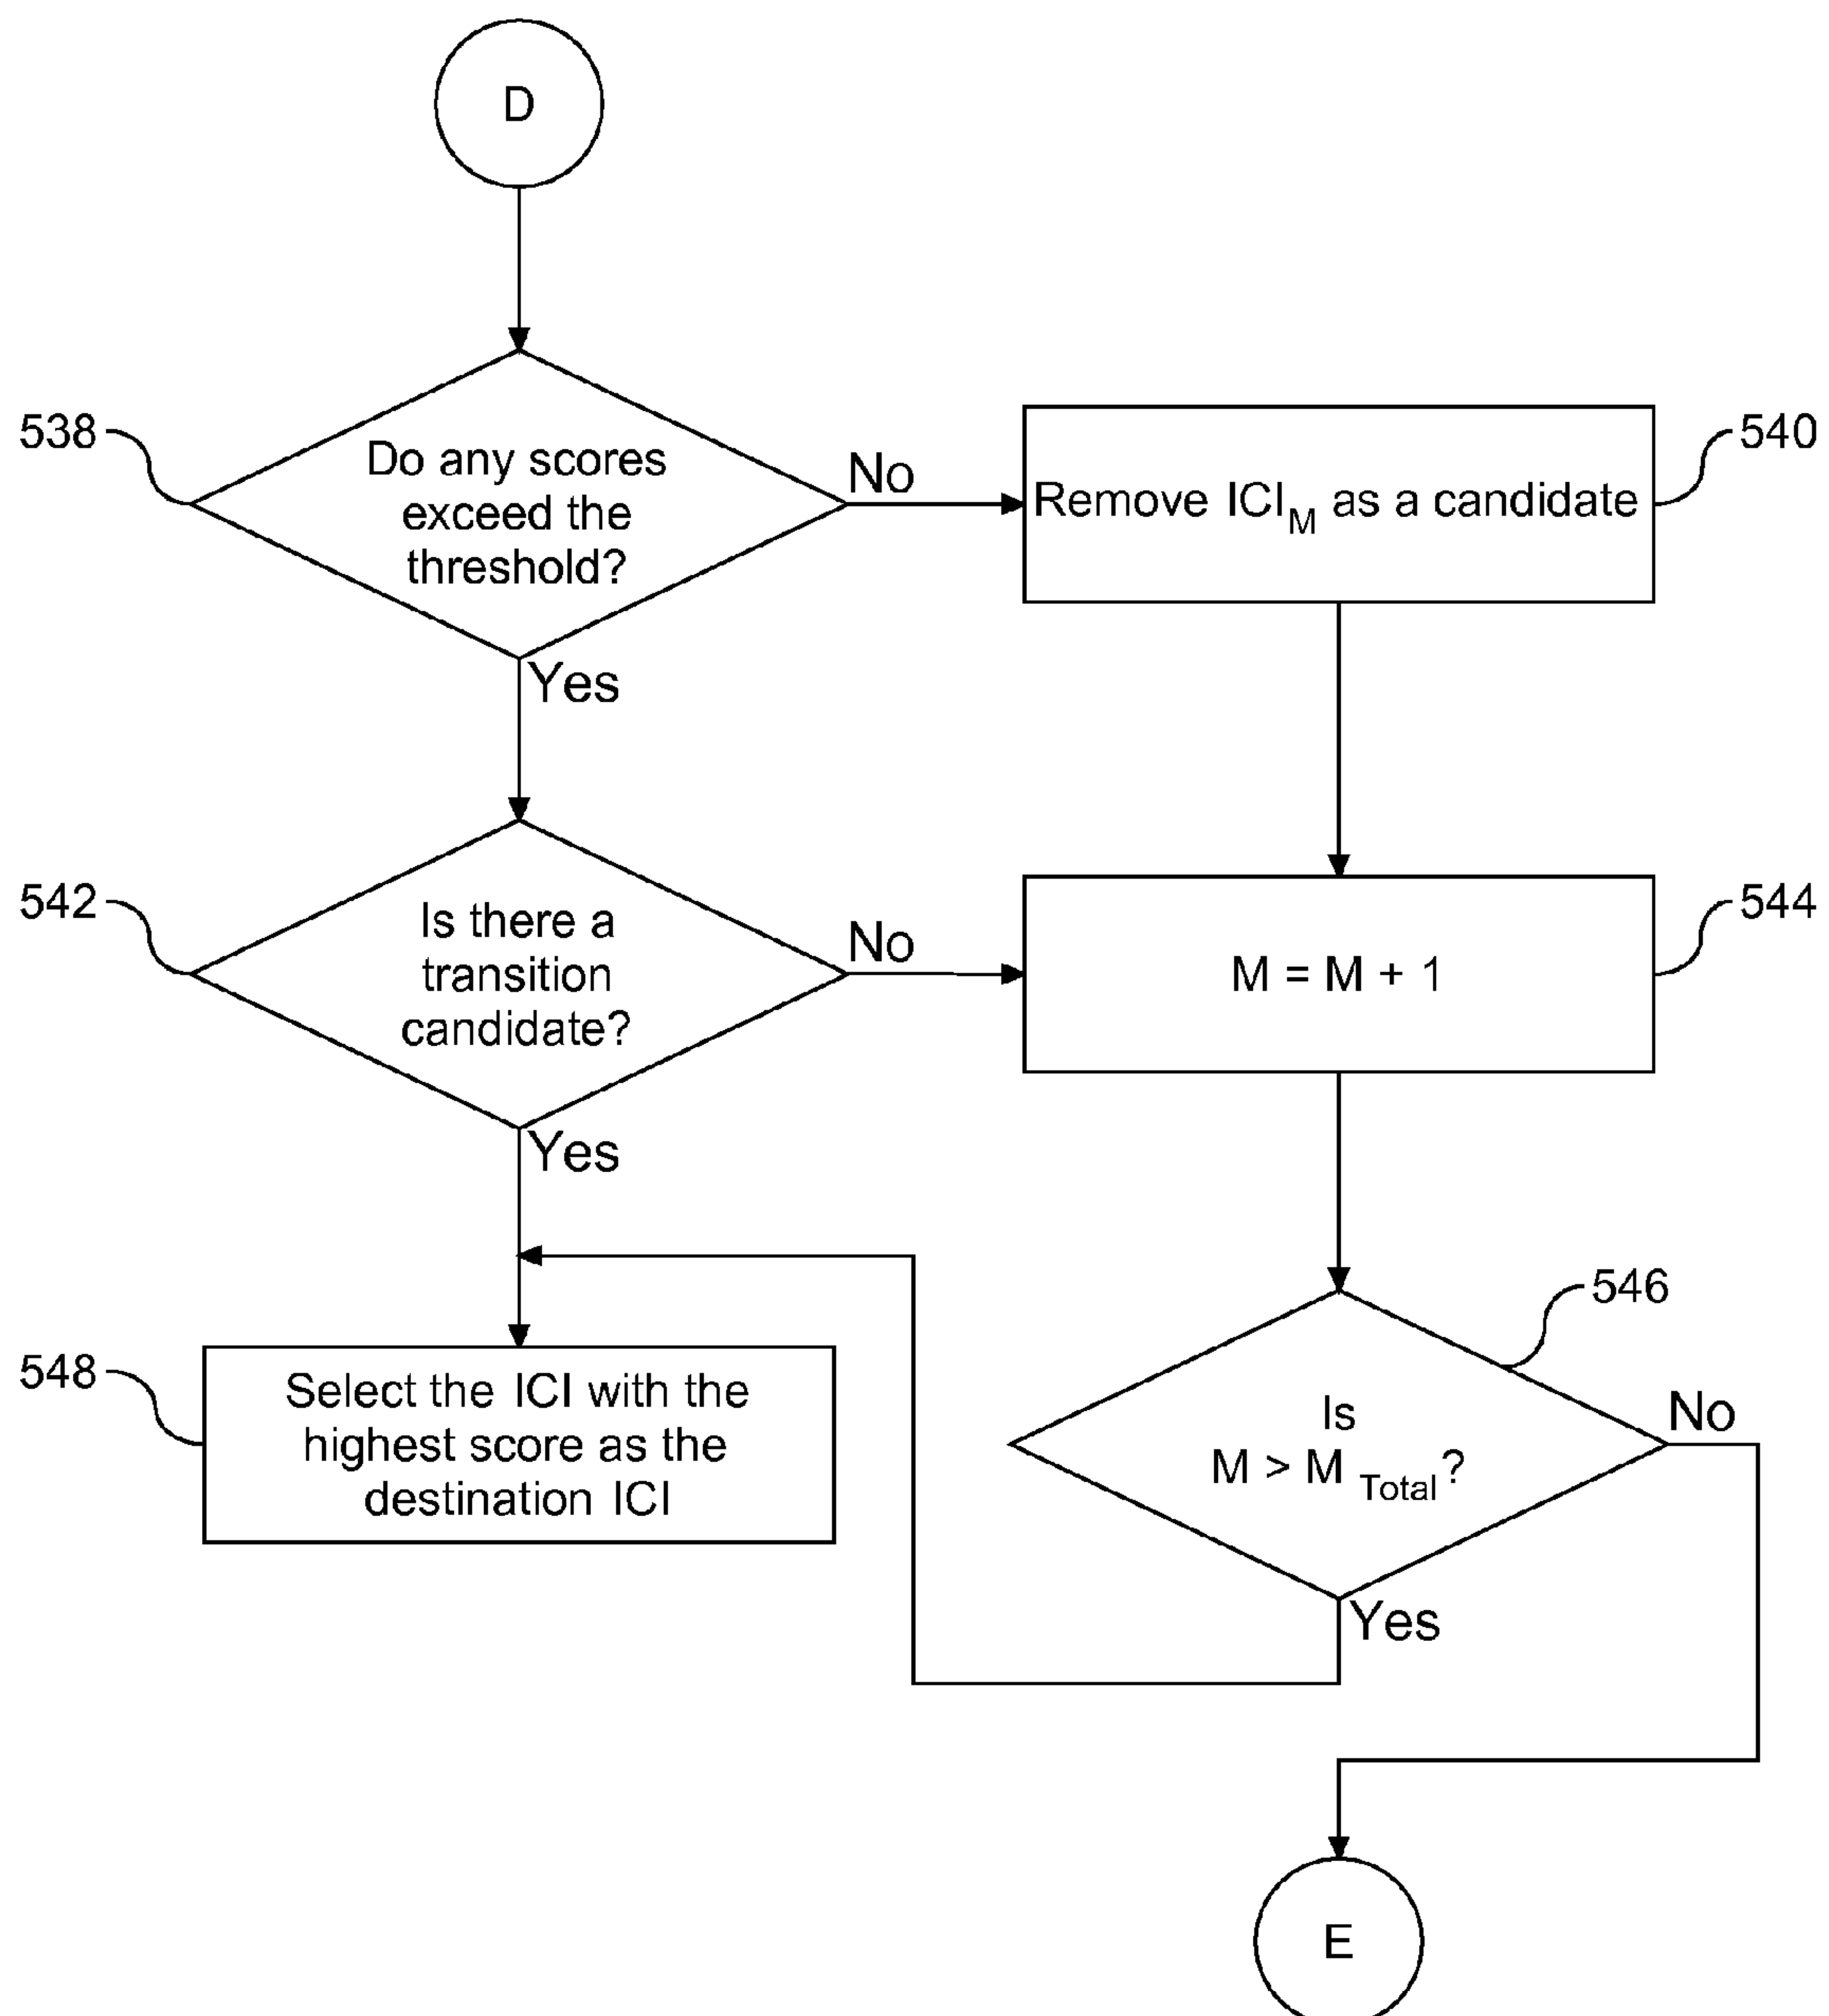 D
538
Do any scores
exceed the
threshold?
No
Remove ICI_M as a candidate
540
Yes
542
Is there a
transition
candidate?
No
M = M + 1
544
Yes
546
548
Select the ICI with the
highest score as the
destination ICI
Is
M > M Total?
No
Yes
E